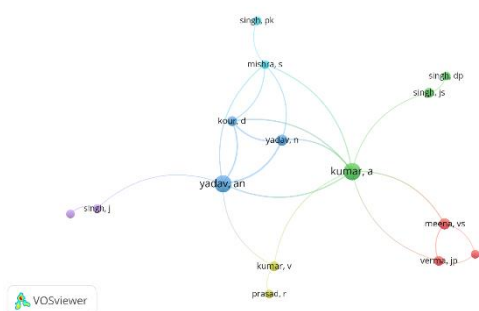 singh, pk
mishra, s
singh, dp
singh, js
kour, d
yadav, n
kumar, a
yadav, an
singh, j
meena, vs
verma, jp
kumar, v
prasad, r
VOSviewer